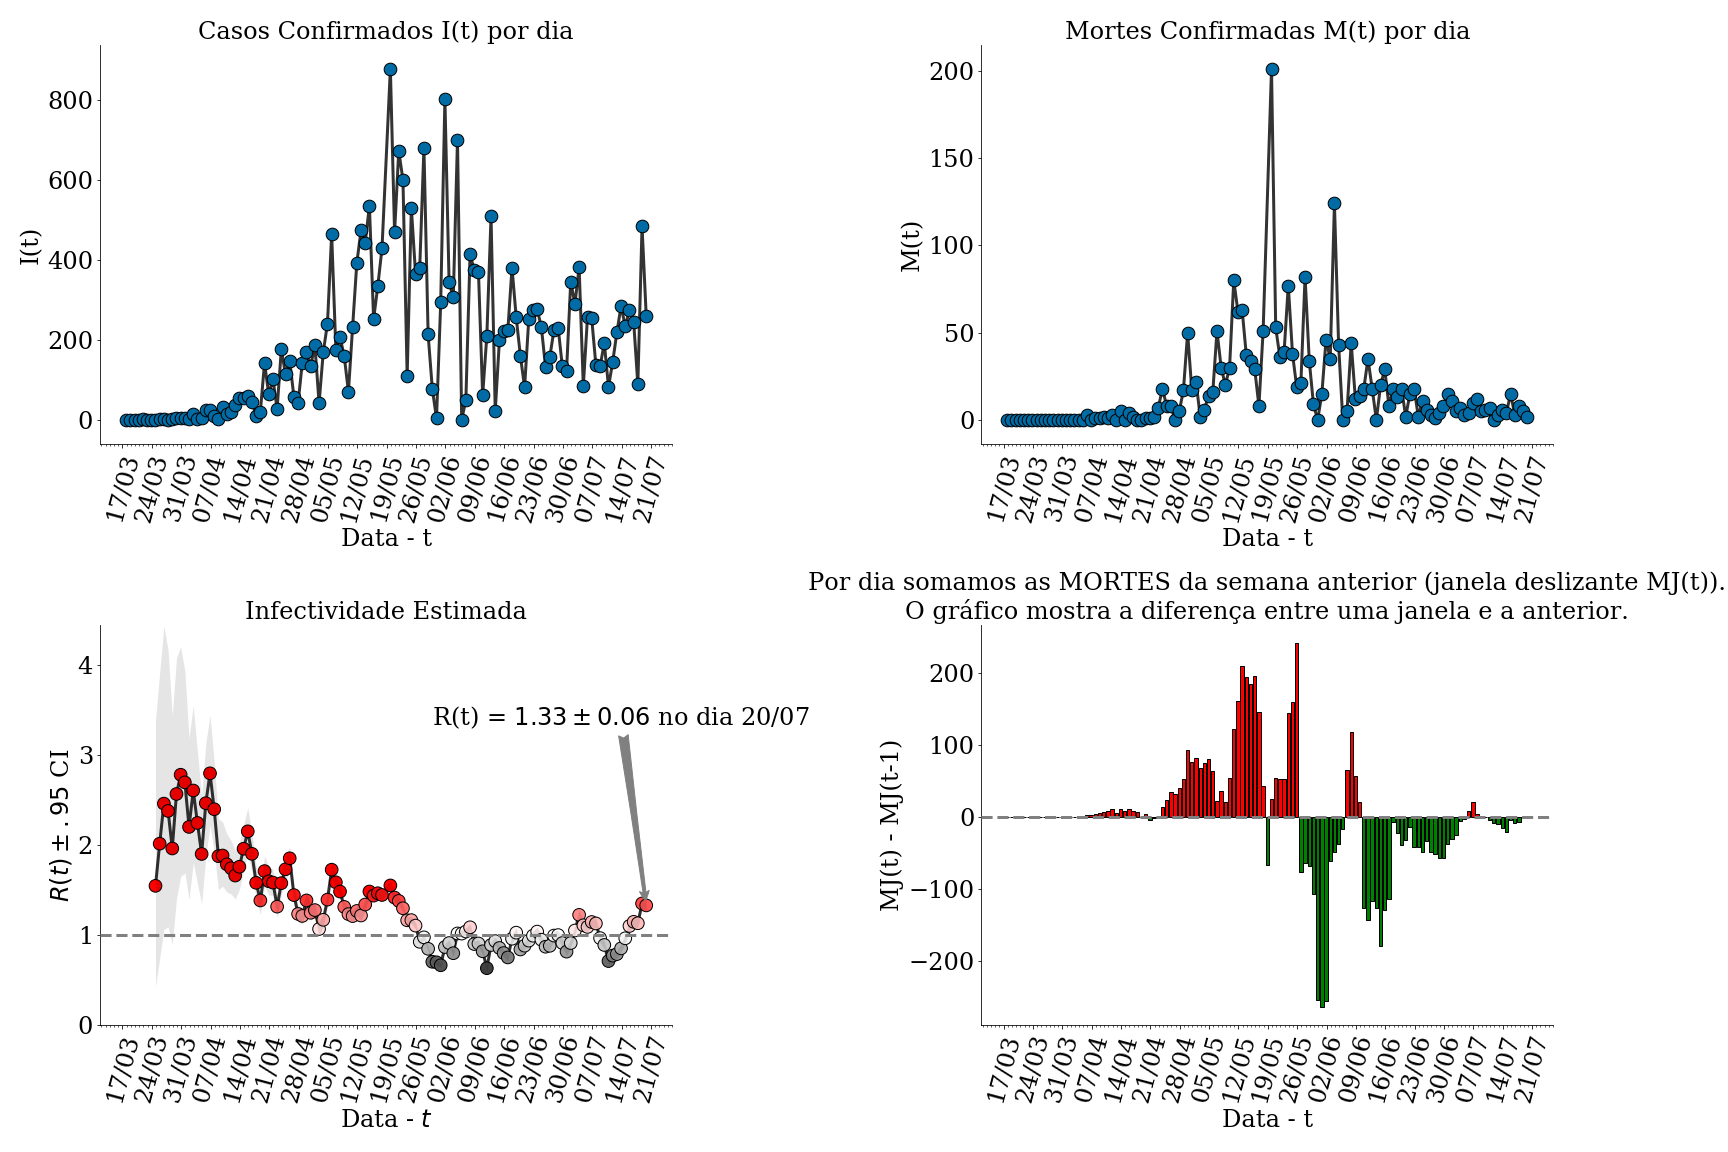 Casos Confirmados I(t) por dia
I(t)
800
600
400
200
0
17/03 24/03 31/03 07/04 14/04 21/04 28/04 05/05 12/05 19/05 26/05 02/06 09/06 16/06 23/06 30/06 07/07 14/07 21/07
Data - t
Mortes Confirmadas M(t) por dia
M(t)
200
150
100
50
0
17/03 24/03 31/03 07/04 14/04 21/04 28/04 05/05 12/05 19/05 26/05 02/06 09/06 16/06 23/06 30/06 07/07 14/07 21/07
Data - t
Infectividade Estimada
R(t) ± .95 CI
4
3
2
1
0
R(t) = 1.33 ± 0.06 no dia 20/07
17/03 24/03 31/03 07/04 14/04 21/04 28/04 05/05 12/05 19/05 26/05 02/06 09/06 16/06 23/06 30/06 07/07 14/07 21/07
Data - t
Por dia somamos as MORTES da semana anterior (janela deslizante MJ(t)).
O gráfico mostra a diferença entre uma janela e a anterior.
MJ(t) - MJ(t-1)
200
100
0
−100
−200
17/03 24/03 31/03 07/04 14/04 21/04 28/04 05/05 12/05 19/05 26/05 02/06 09/06 16/06 23/06 30/06 07/07 14/07 21/07
Data - t